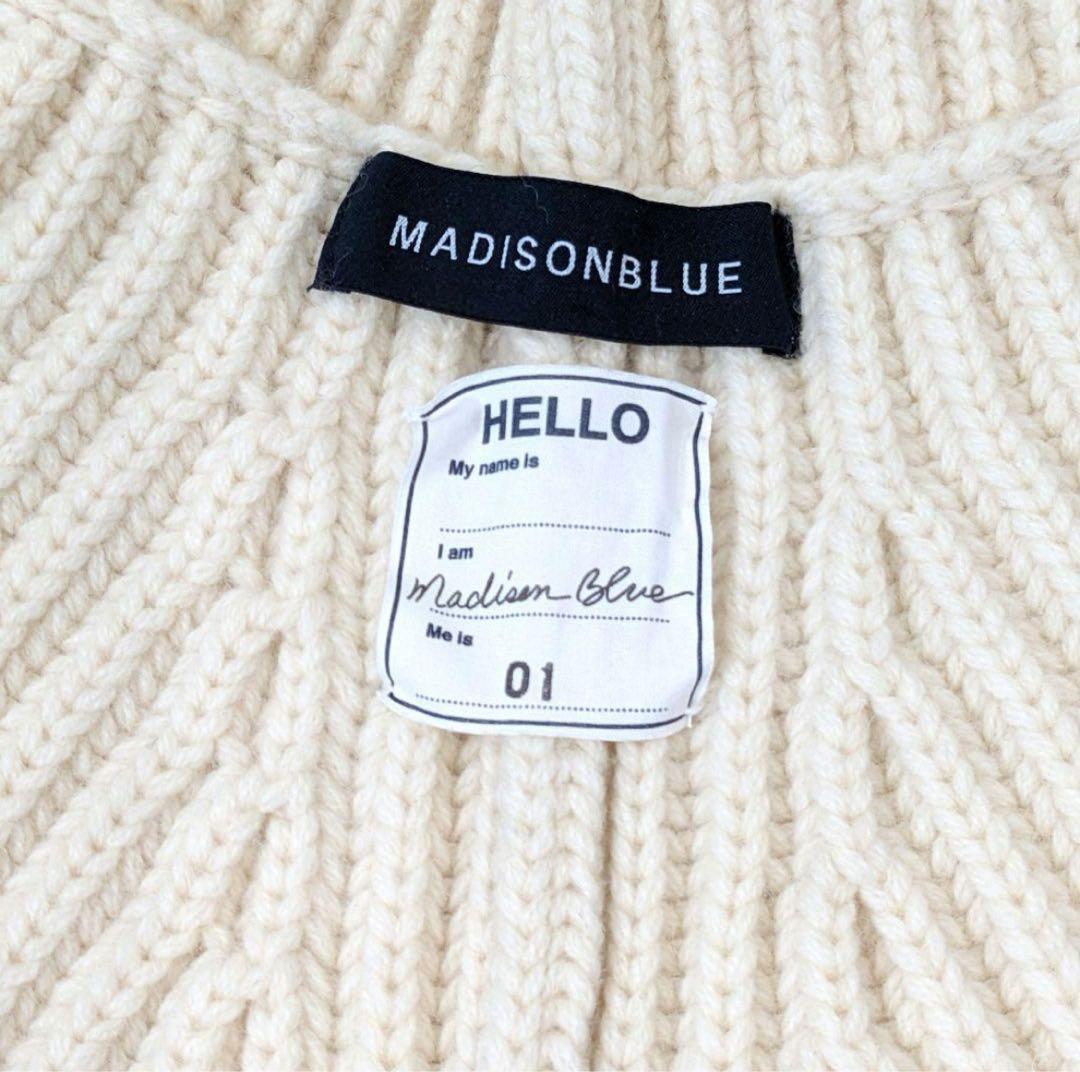 MADISONBLUE
HELLO
My name is
I am
Madison Blue
Me is
01